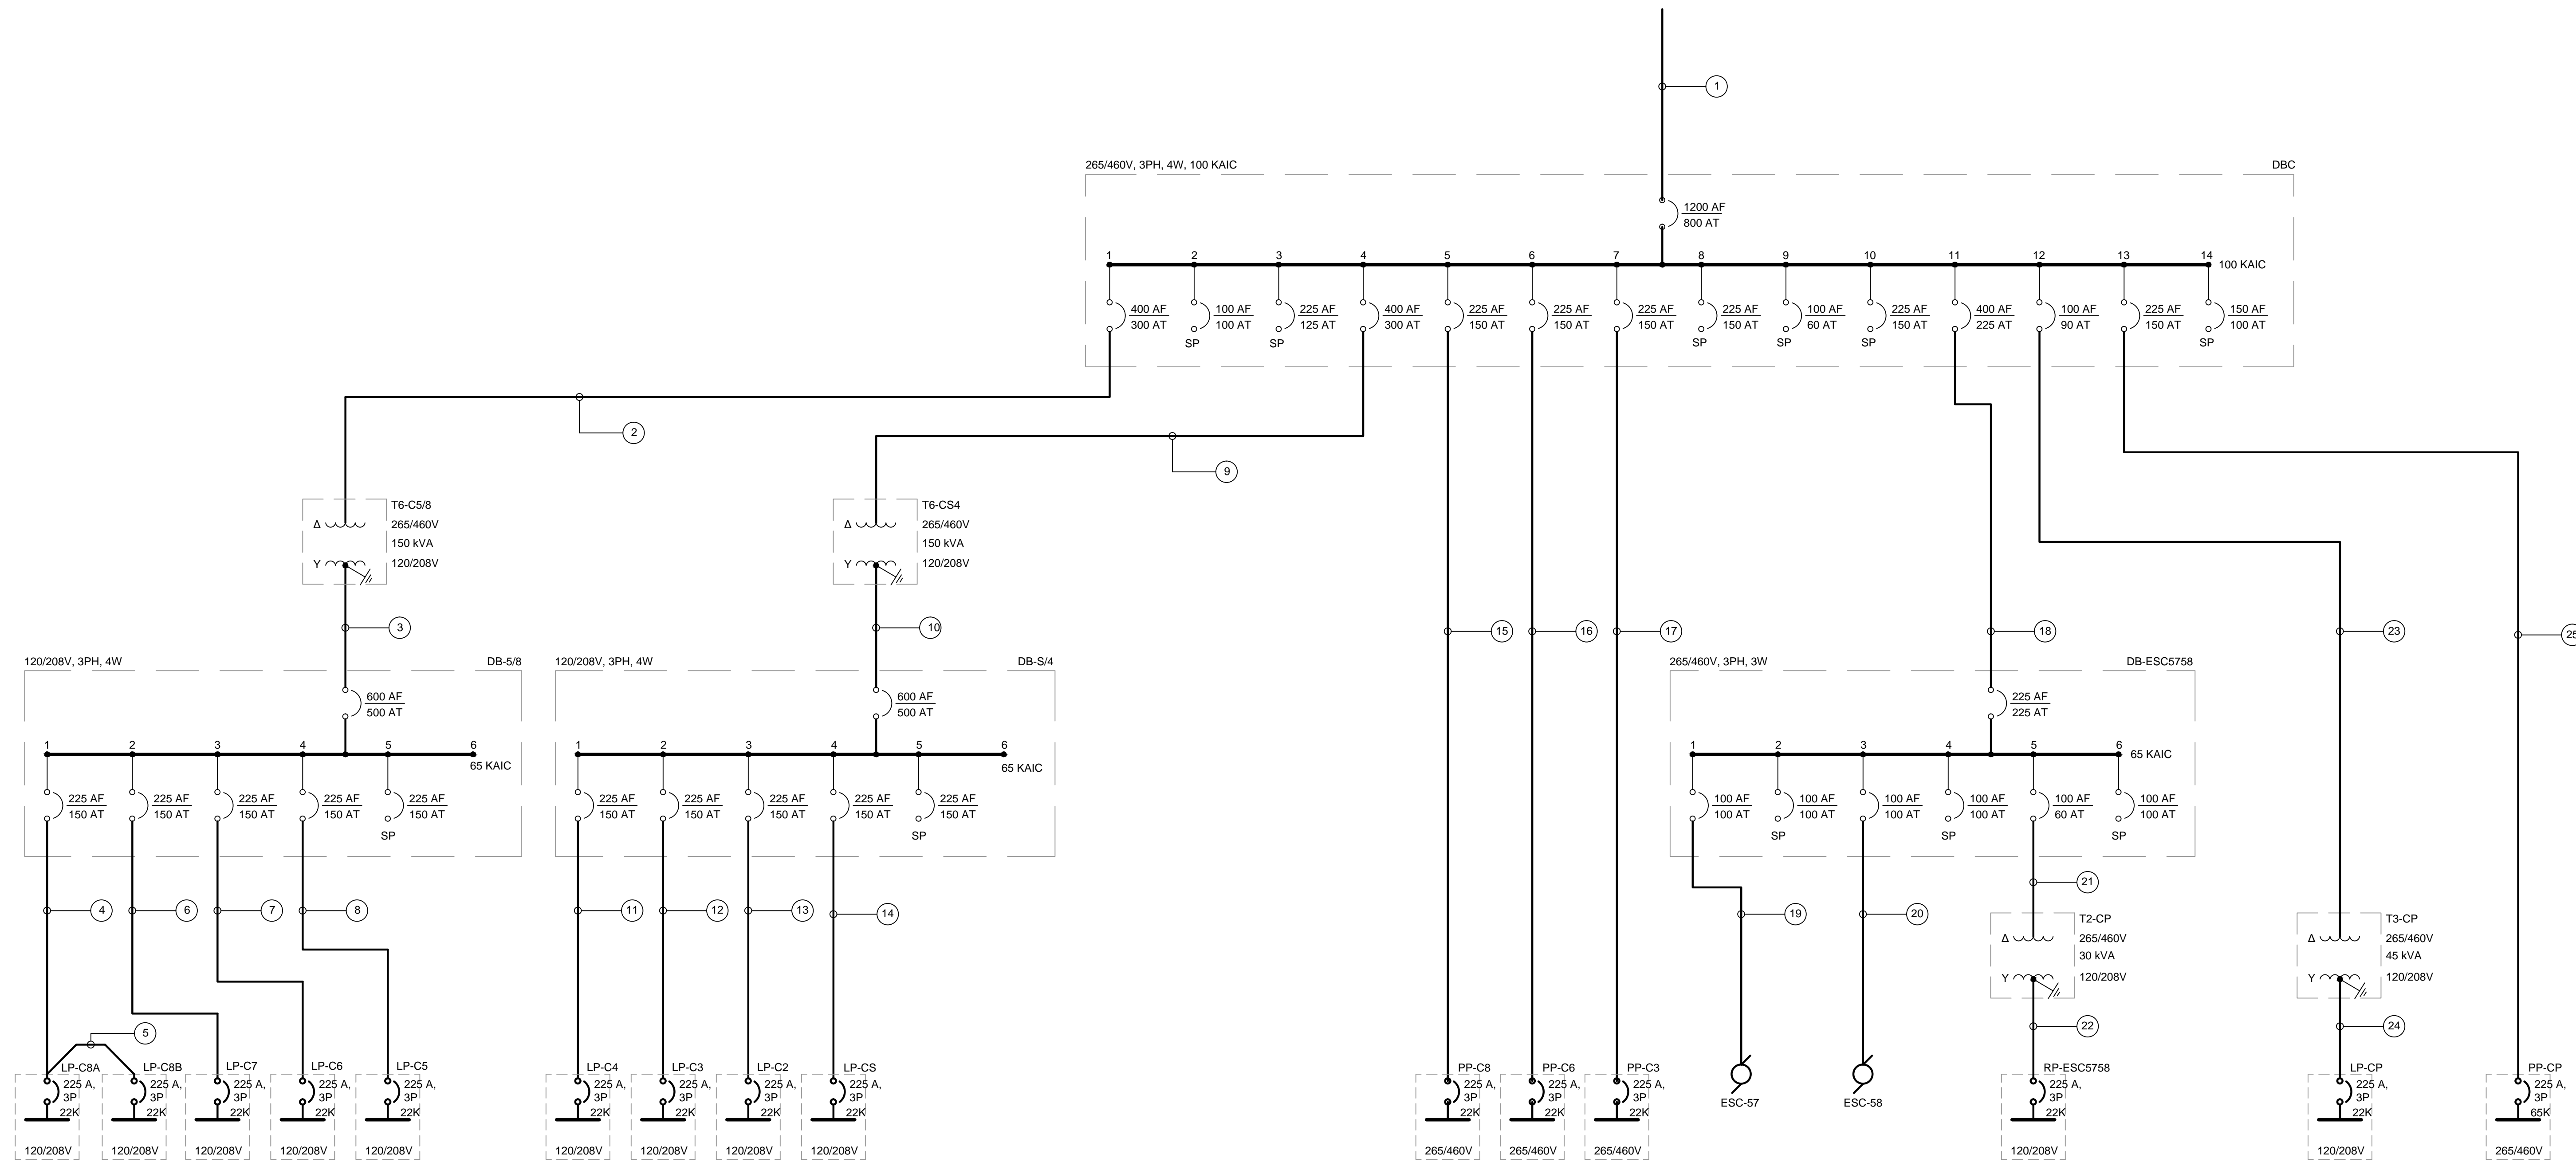 1
265/460V, 3PH, 4W, 100 KAIC
DBC
1200 AF
800 AT
1 2 3 4 5 6 7 8 9 10 11 12 13 14
100 KAIC
400 AF
300 AT
100 AF
100 AT
SP
225 AF
125 AT
SP
400 AF
300 AT
225 AF
150 AT
225 AF
150 AT
225 AF
150 AT
225 AF
150 AT
SP
100 AF
60 AT
SP
225 AF
150 AT
SP
400 AF
225 AT
100 AF
90 AT
225 AF
150 AT
150 AF
100 AT
SP
2
9
T6-C5/8
Δ
265/460V
150 kVA
Y
120/208V
T6-CS4
Δ
265/460V
150 kVA
Y
120/208V
3
10
15
16
17
18
23
25
120/208V, 3PH, 4W
DB-5/8
600 AF
500 AT
1 2 3 4 5 6
65 KAIC
225 AF
150 AT
225 AF
150 AT
225 AF
150 AT
225 AF
150 AT
225 AF
150 AT
SP
120/208V, 3PH, 4W
DB-S/4
600 AF
500 AT
1 2 3 4 5 6
65 KAIC
225 AF
150 AT
225 AF
150 AT
225 AF
150 AT
225 AF
150 AT
225 AF
150 AT
SP
265/460V, 3PH, 3W
DB-ESC5758
225 AF
225 AT
1 2 3 4 5 6
65 KAIC
100 AF
100 AT
100 AF
100 AT
SP
100 AF
100 AT
100 AF
100 AT
SP
100 AF
60 AT
100 AF
100 AT
SP
4
6
7
8
11
12
13
14
19
20
21
T2-CP
Δ
265/460V
30 kVA
Y
120/208V
T3-CP
Δ
265/460V
45 kVA
Y
120/208V
5
22
24
LP-C8A
225 A,
3P
22K
120/208V
LP-C8B
225 A,
3P
22K
120/208V
LP-C7
225 A,
3P
22K
120/208V
LP-C6
225 A,
3P
22K
120/208V
LP-C5
225 A,
3P
22K
120/208V
LP-C4
225 A,
3P
22K
120/208V
LP-C3
225 A,
3P
22K
120/208V
LP-C2
225 A,
3P
22K
120/208V
LP-CS
225 A,
3P
22K
120/208V
PP-C8
225 A,
3P
22K
265/460V
PP-C6
225 A,
3P
22K
265/460V
PP-C3
225 A,
3P
22K
265/460V
ESC-57
ESC-58
RP-ESC5758
225 A,
3P
22K
120/208V
LP-CP
225 A,
3P
22K
120/208V
PP-CP
225 A,
3P
65K
265/460V